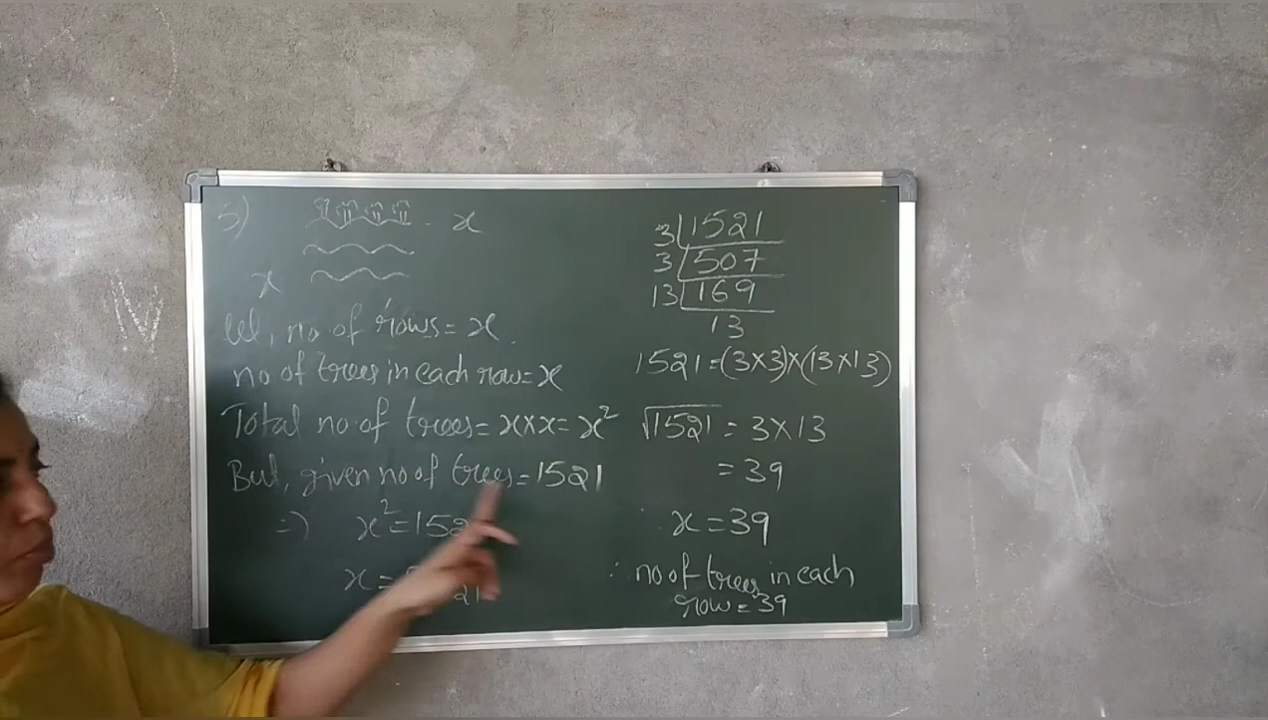 5)
x
x
Let, no of rows = x.
no of trees in each row = x
Total no of trees = x×x = x²
But, given no of trees = 1521
=) x² = 152
x = 21
3 1521
3 507
13 169
13
1521 = (3×3)×(13×13)
√1521 = 3×13
= 39
x = 39
∴ no of trees in each
row = 39